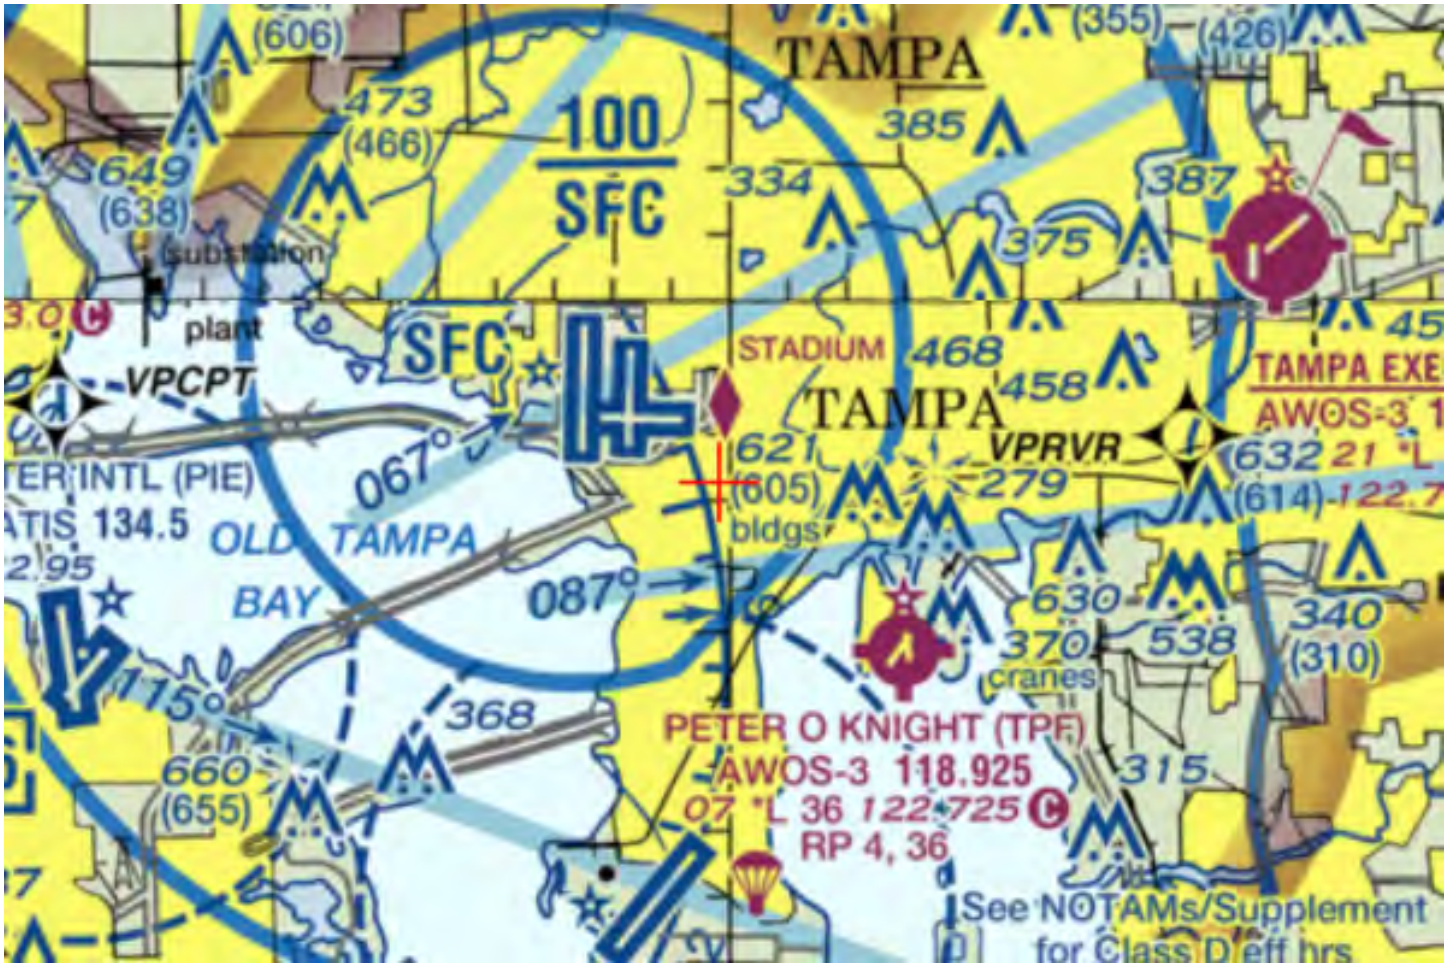 (606)
(355)
(426)
TAMPA
473
(466)
100
SFC
385
649
(638)
334
387
375
substation
3.0 C
plant
SFC
STADIUM
468
458
45
VPCPT
TAMPA
TAMPA EXE
AWOS-3 1
067°
621
(605)
bldgs
VPRVR
279
632
(614)
21 *L
122.7
TER INTL (PIE)
ATIS 134.5
2.95
OLD TAMPA
BAY
087°
630
370
cranes
538
340
(310)
115°
368
PETER O KNIGHT (TPF)
AWOS-3 118.925
07 *L 36 122.725 C
RP 4, 36
660
(655)
315
See NOTAMs/Supplement
for Class D eff hrs